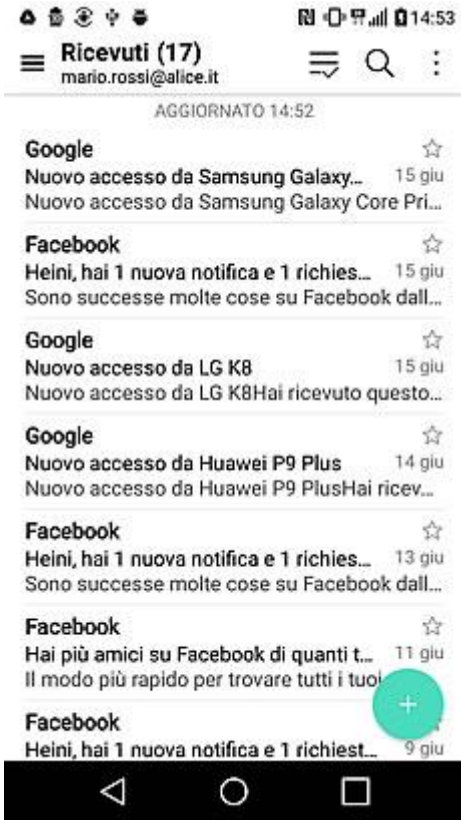 14:53
Ricevuti (17)
mario.rossi@alice.it
AGGIORNATO 14:52
Google
Nuovo accesso da Samsung Galaxy... 15 giu
Nuovo accesso da Samsung Galaxy Core Pri...
Facebook
Heini, hai 1 nuova notifica e 1 richies... 15 giu
Sono successe molte cose su Facebook dall...
Google
Nuovo accesso da LG K8 15 giu
Nuovo accesso da LG K8Hai ricevuto questo...
Google
Nuovo accesso da Huawei P9 Plus 14 giu
Nuovo accesso da Huawei P9 PlusHai ricev...
Facebook
Heini, hai 1 nuova notifica e 1 richies... 13 giu
Sono successe molte cose su Facebook dall...
Facebook
Hai più amici su Facebook di quanti t... 11 giu
Il modo più rapido per trovare tutti i tuoi
Facebook
Heini, hai 1 nuova notifica e 1 richiest... 9 giu